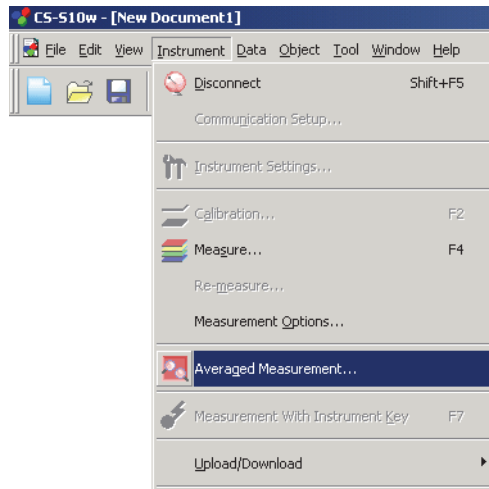 CS-S10w - [New Document1]
File Edit View Instrument Data Object Tool Window Help
Disconnect Shift+F5
Communication Setup...
Instrument Settings...
Calibration... F2
Measure... F4
Re-measure...
Measurement Options...
Averaged Measurement...
Measurement With Instrument Key F7
Upload/Download